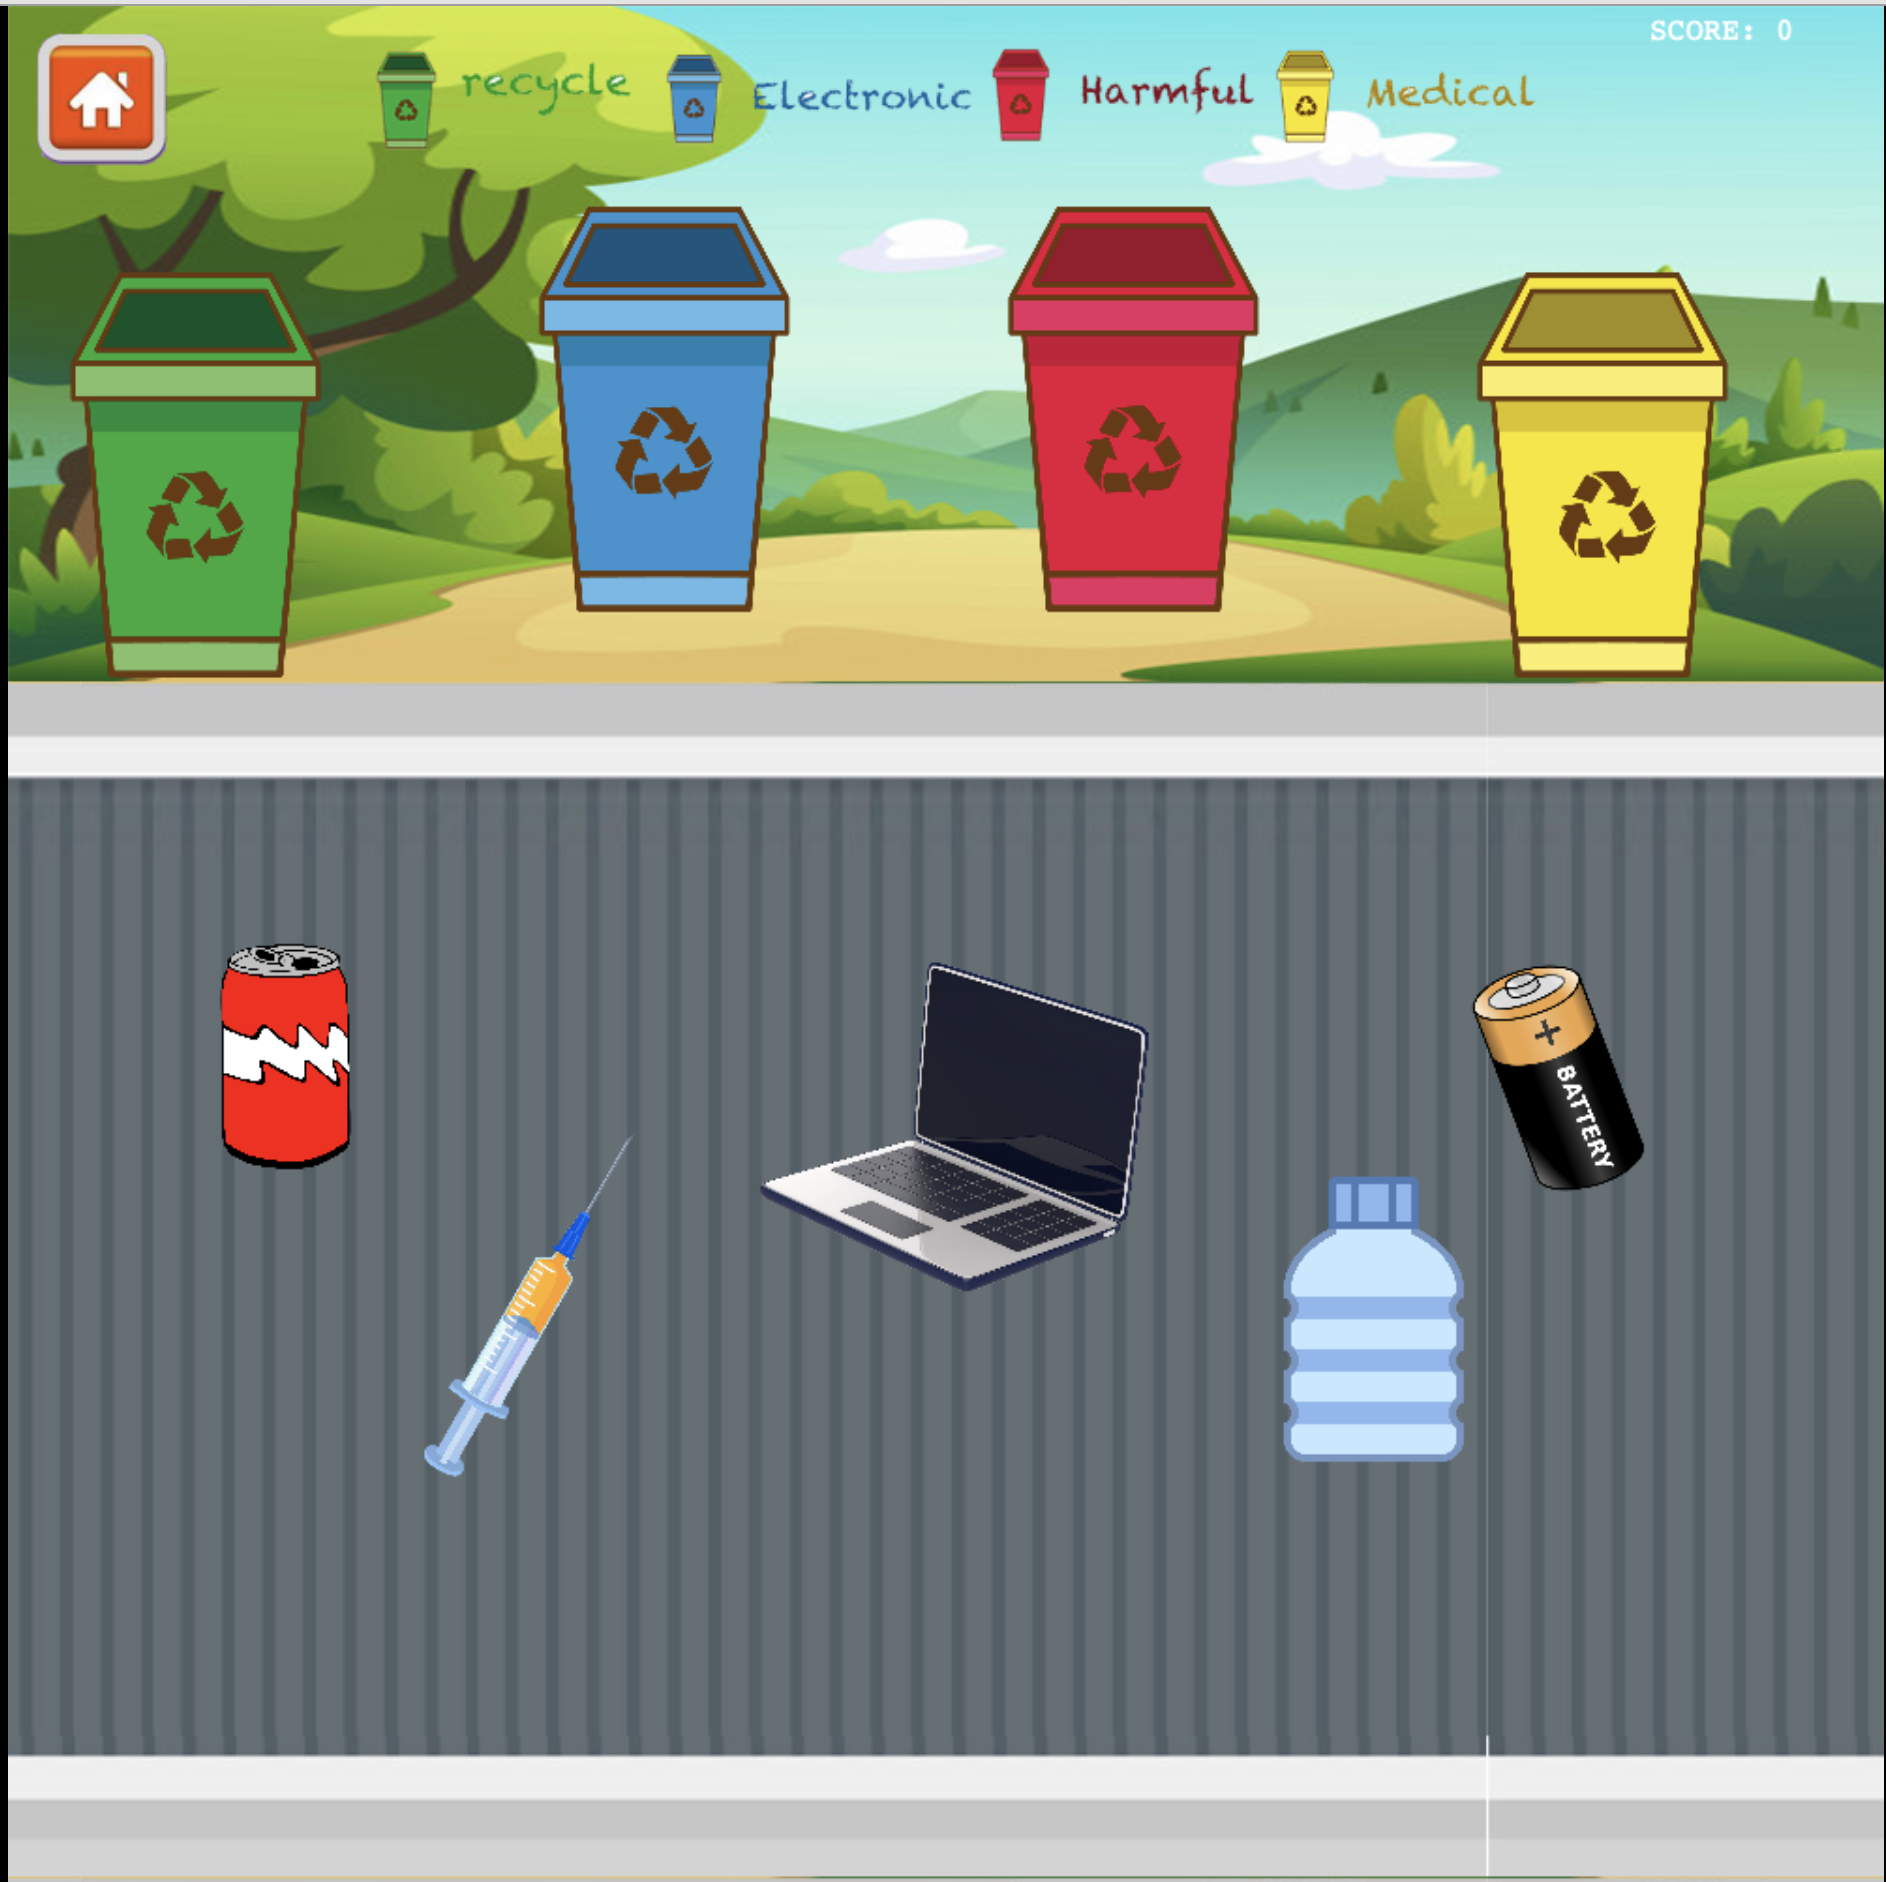 SCORE: 0
recycle
Electronic
Harmful
Medical
+
BATTERY